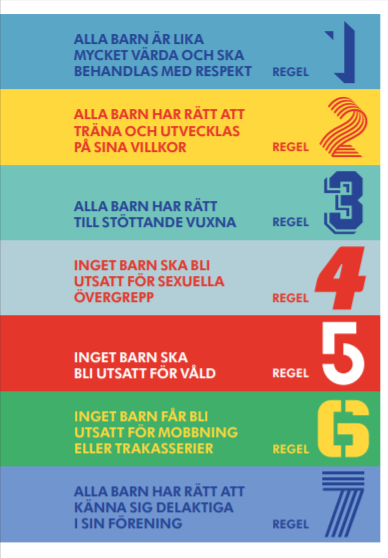 ALLA BARN ÄR LIKA
MYCKET VÄRDA OCH SKA
BEHANDLAS MED RESPEKT
REGEL 1
ALLA BARN HAR RÄTT ATT
TRÄNA OCH UTVECKLAS
PÅ SINA VILLKOR
REGEL 2
ALLA BARN HAR RÄTT
TILL STÖTTANDE VUXNA
REGEL 3
INGET BARN SKA BLI
UTSATT FÖR SEXUELLA
ÖVERGREPP
REGEL 4
INGET BARN SKA
BLI UTSATT FÖR VÅLD
REGEL 5
INGET BARN FÅR BLI
UTSATT FÖR MOBBNING
ELLER TRAKASSERIER
REGEL 6
ALLA BARN HAR RÄTT ATT
KÄNNA SIG DELAKTIGA
I SIN FÖRENING
REGEL 7